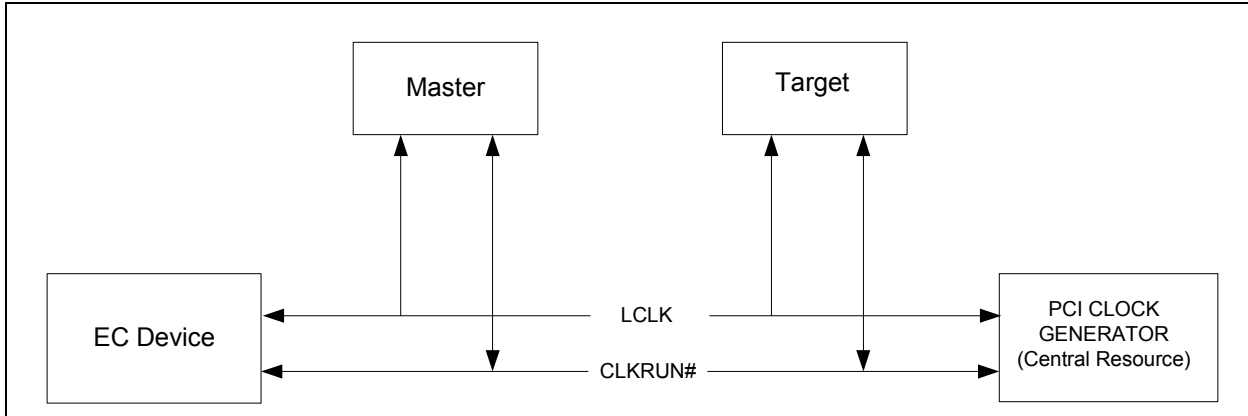 Master
Target
EC Device
LCLK
CLKRUN#
PCI CLOCK
GENERATOR
(Central Resource)